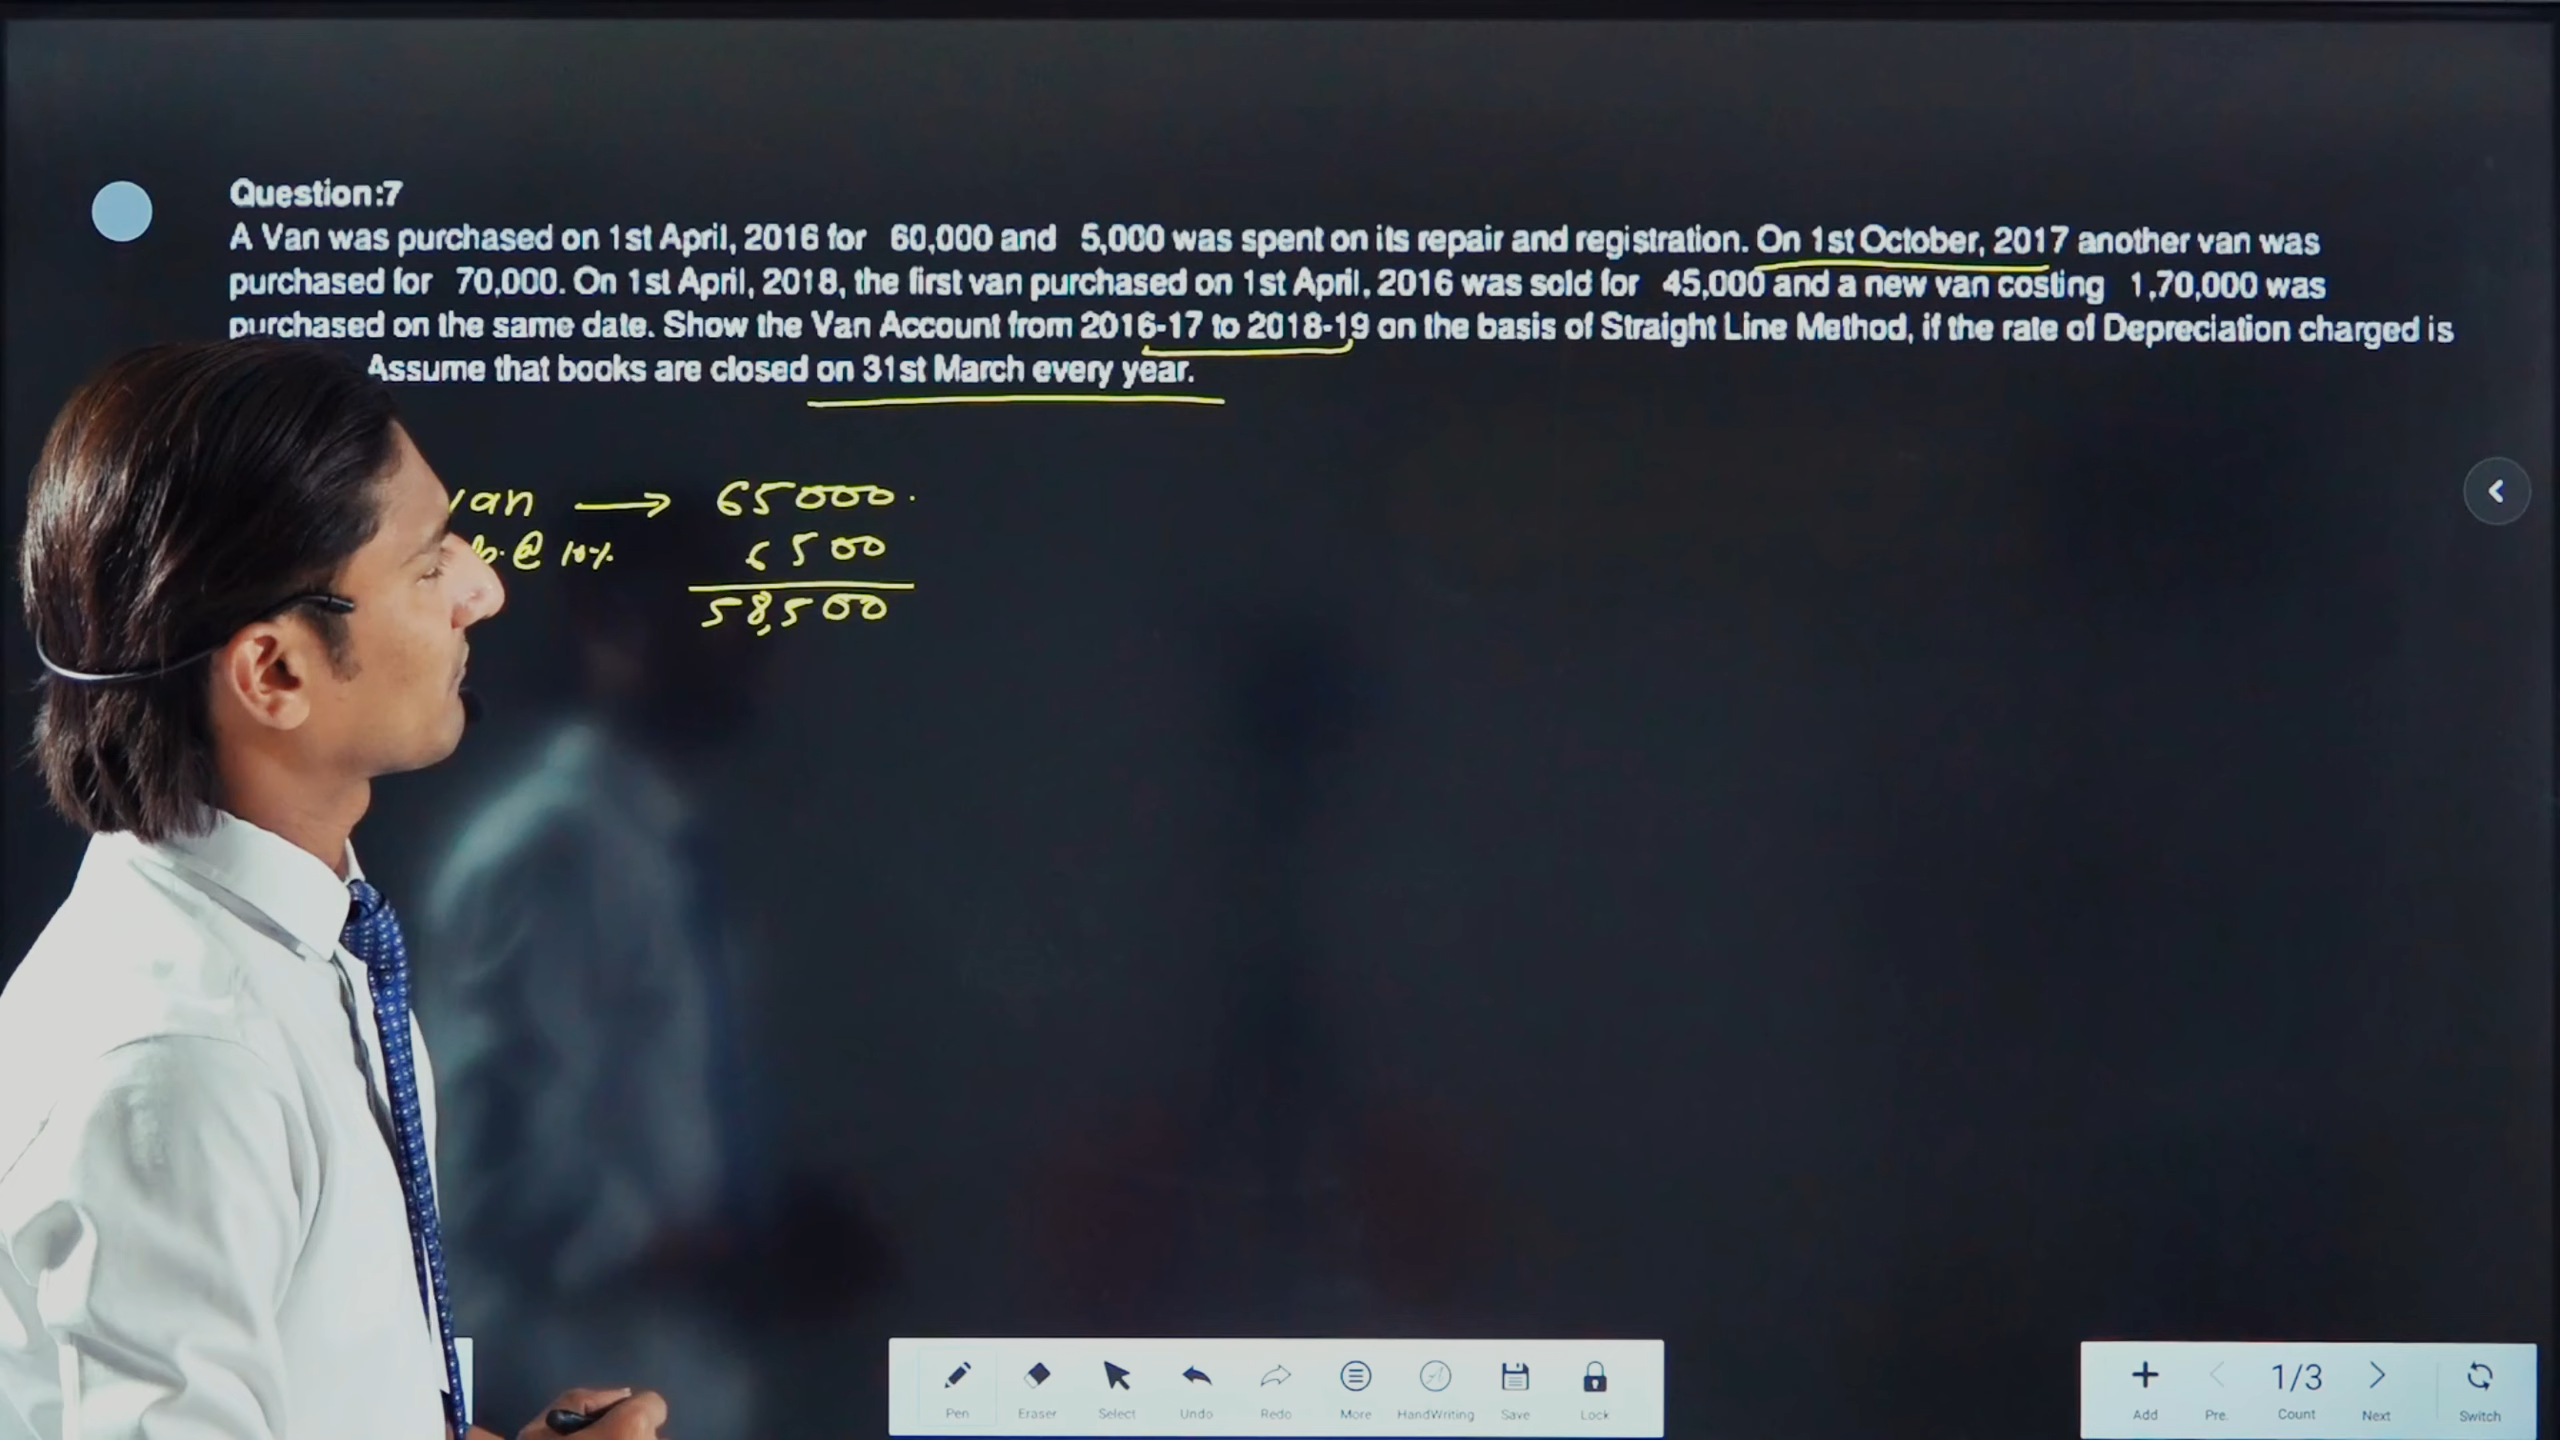 Question:7
A Van was purchased on 1st April, 2016 for 60,000 and 5,000 was spent on its repair and registration. On 1st October, 2017 another van was
purchased for 70,000. On 1st April, 2018, the first van purchased on 1st April, 2016 was sold for 45,000 and a new van costing 1,70,000 was
purchased on the same date. Show the Van Account from 2016-17 to 2018-19 on the basis of Straight Line Method, if the rate of Depreciation charged is
Assume that books are closed on 31st March every year.
van → 65000.
@ 10% 6500
58,500
Pen Eraser Select Undo Redo More HandWriting Save Lock
Add Pre. 1/3 Count Next Switch